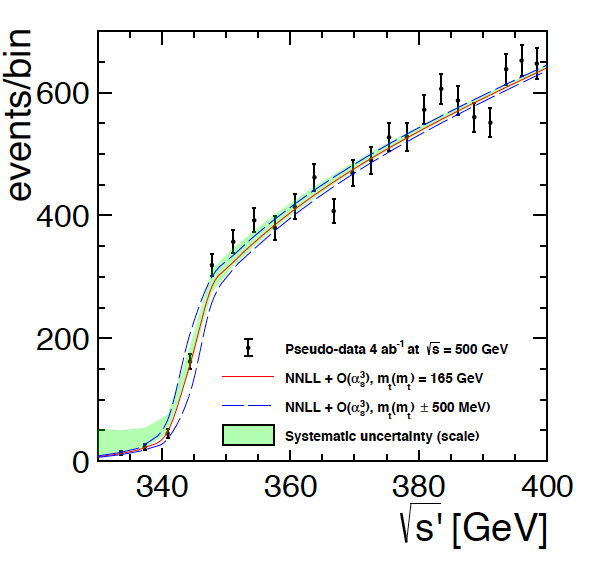 events/bin
600
400
200
0
Pseudo-data 4 ab⁻¹ at √s = 500 GeV
NNLL + O(α³ₛ), mₜ(mₜ) = 165 GeV
NNLL + O(α³ₛ), mₜ(mₜ) ± 500 MeV)
Systematic uncertainty (scale)
340 360 380 400
√s' [GeV]